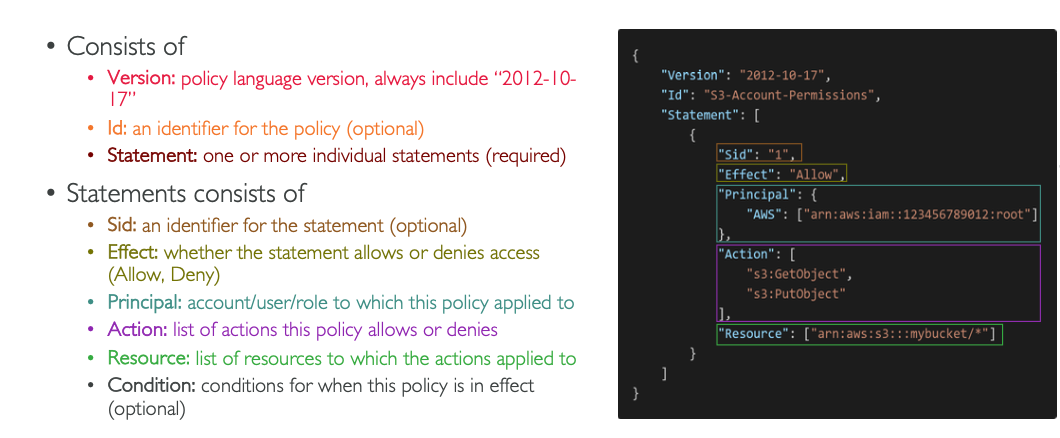 • Consists of
• Version: policy language version, always include “2012-10-
17”
• Id: an identifier for the policy (optional)
• Statement: one or more individual statements (required)
• Statements consists of
• Sid: an identifier for the statement (optional)
• Effect: whether the statement allows or denies access
(Allow, Deny)
• Principal: account/user/role to which this policy applied to
• Action: list of actions this policy allows or denies
• Resource: list of resources to which the actions applied to
• Condition: conditions for when this policy is in effect
(optional)
{
    "Version": "2012-10-17",
    "Id": "S3-Account-Permissions",
    "Statement": [
        {
            "Sid": "1",
            "Effect": "Allow",
            "Principal": {
                "AWS": ["arn:aws:iam::123456789012:root"]
            },
            "Action": [
                "s3:GetObject",
                "s3:PutObject"
            ],
            "Resource": ["arn:aws:s3:::mybucket/*"]
        }
    ]
}